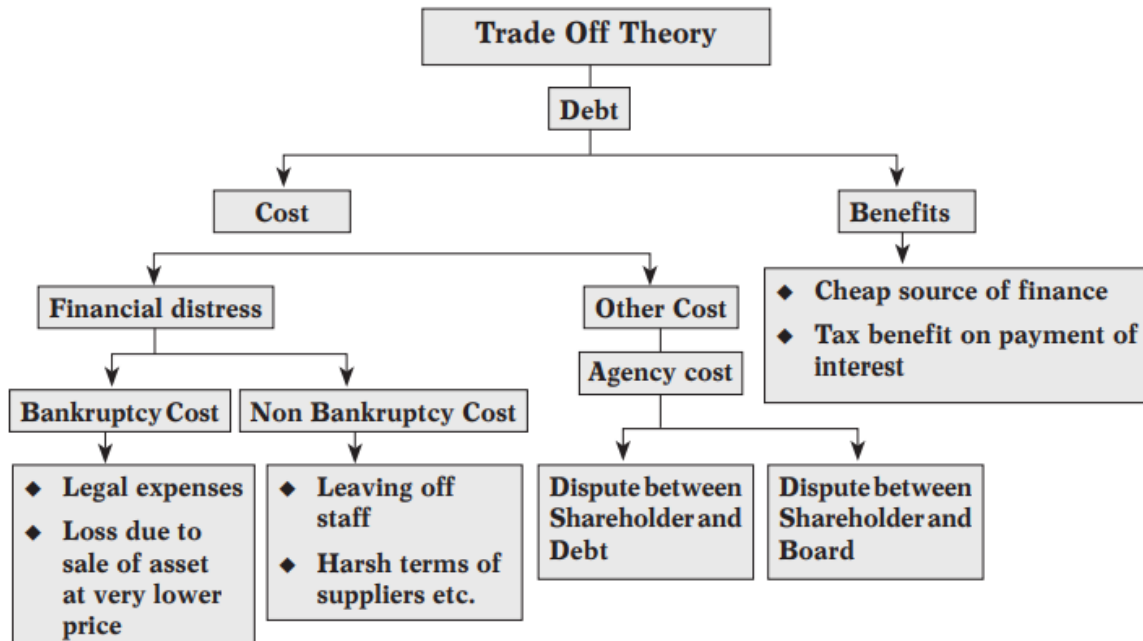 Trade Off Theory
Debt
Cost
Benefits
Financial distress
Other Cost
◆ Cheap source of finance
◆ Tax benefit on payment of
interest
Agency cost
Bankruptcy Cost
Non Bankruptcy Cost
◆ Legal expenses
◆ Loss due to
sale of asset
at very lower
price
◆ Leaving off
staff
◆ Harsh terms of
suppliers etc.
Dispute between
Shareholder and
Debt
Dispute between
Shareholder and
Board